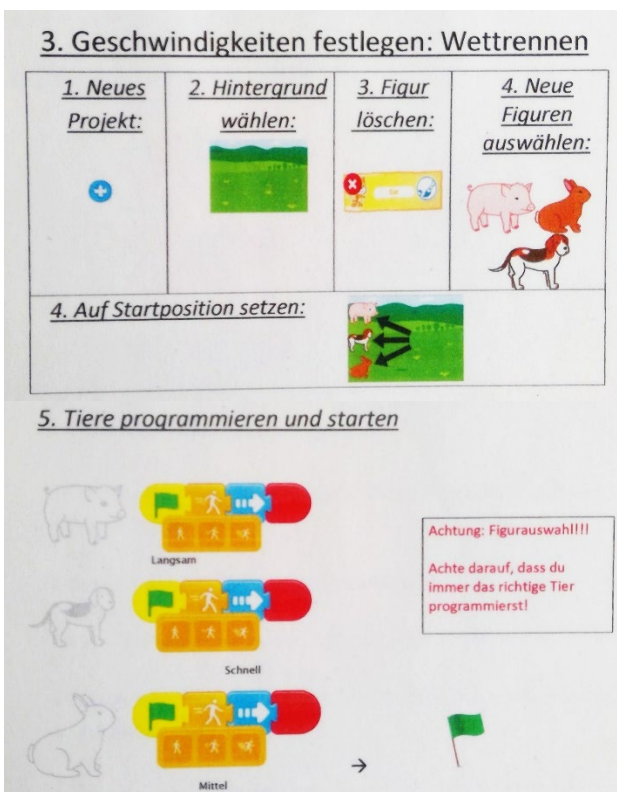 3. Geschwindigkeiten festlegen: Wettrennen
1. Neues
Projekt:
2. Hintergrund
wählen:
3. Figur
löschen:
4. Neue
Figuren
auswählen:
4. Auf Startposition setzen:
5. Tiere programmieren und starten
Langsam
Achtung: Figurauswahl!!!
Achte darauf, dass du
immer das richtige Tier
programmierst!
Schnell
Mittel
→